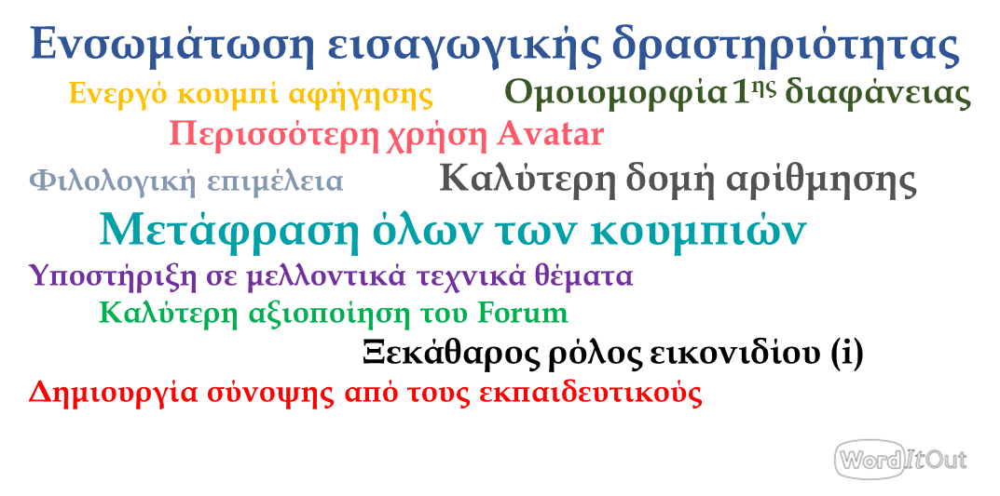 Ενσωμάτωση εισαγωγικής δραστηριότητας
Ενεργό κουμπί αφήγησης
Ομοιομορφία 1ης διαφάνειας
Περισσότερη χρήση Avatar
Φιλολογική επιμέλεια
Καλύτερη δομή αρίθμησης
Μετάφραση όλων των κουμπιών
Υποστήριξη σε μελλοντικά τεχνικά θέματα
Καλύτερη αξιοποίηση του Forum
Ξεκάθαρος ρόλος εικονιδίου (i)
Δημιουργία σύνοψης από τους εκπαιδευτικούς
WordItOut